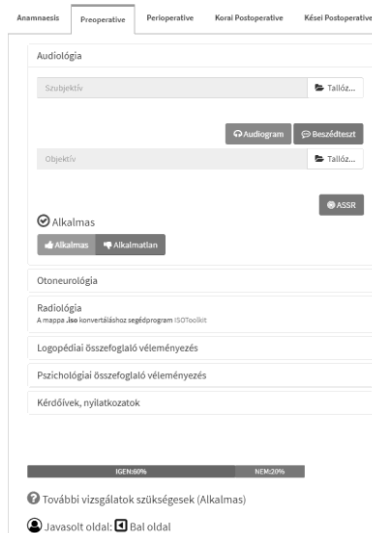 Anamnaesis Preoperative Perioperative Korai Postoperative Kései Postoperative
Audiológia
Szubjektív Tallóz...
Audiogram Beszédteszt
Objektív Tallóz...
ASSR
Alkalmas
Alkalmas Alkalmatlan
Otoneurológia
Radiológia
A mappa .iso konvertáláshoz segédprogram ISOToolkit
Logopédiai összefoglaló véleményezés
Pszichológiai összefoglaló véleményezés
Kérdőívek, nyilatkozatok
IGEN:60% NEM:20%
További vizsgálatok szükségesek (Alkalmas)
Javasolt oldal: Bal oldal